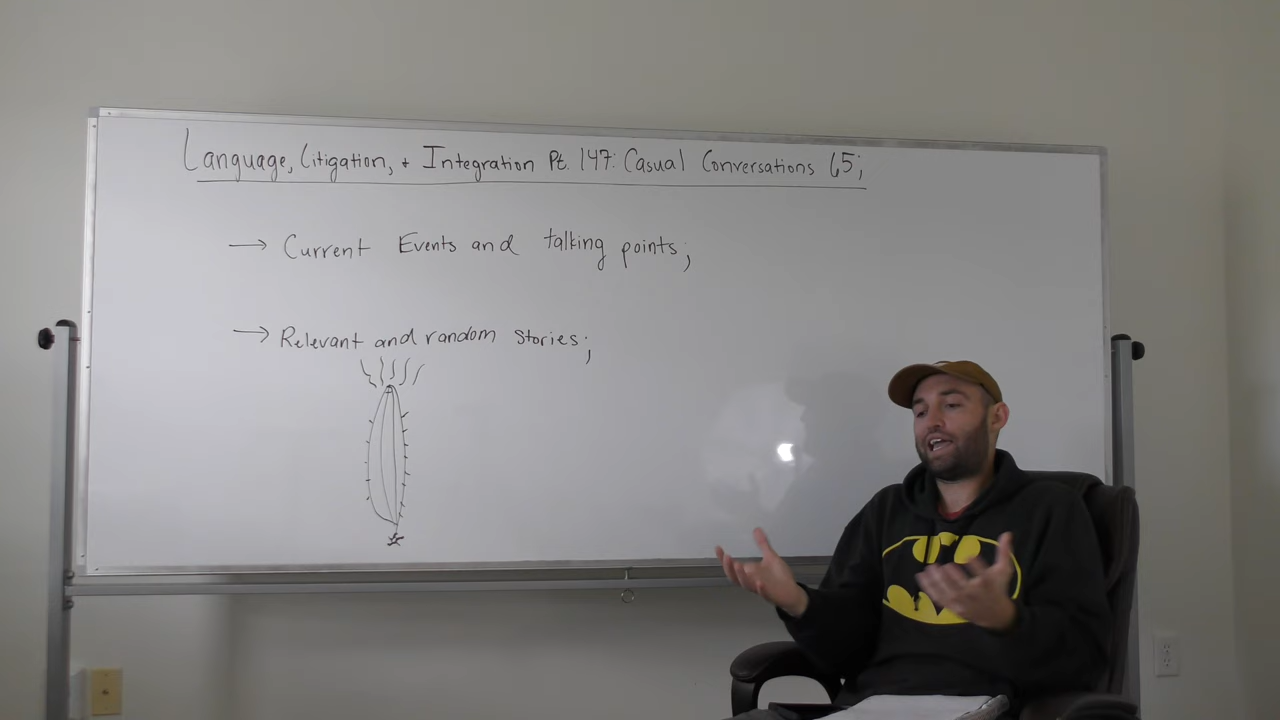 Language, Litigation, + Integration Pt. 147: Casual Conversations 65;
→ Current Events and talking points;
→ Relevant and random stories;